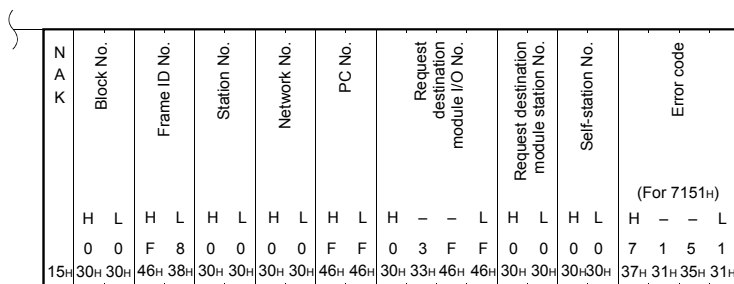 NAK
Block No.
Frame ID No.
Station No.
Network No.
PC No.
Request
destination
module I/O No.
Request destination
module station No.
Self-station No.
Error code
(For 7151H)
H L H L H L H L H L H – – L H L H L H – – L
0 0 F 8 0 0 0 0 F F 0 3 F F 0 0 0 0 7 1 5 1
15H 30H 30H 46H 38H 30H 30H 30H 30H 46H 46H 30H 33H 46H 46H 30H 30H 30H 30H 37H 31H 35H 31H